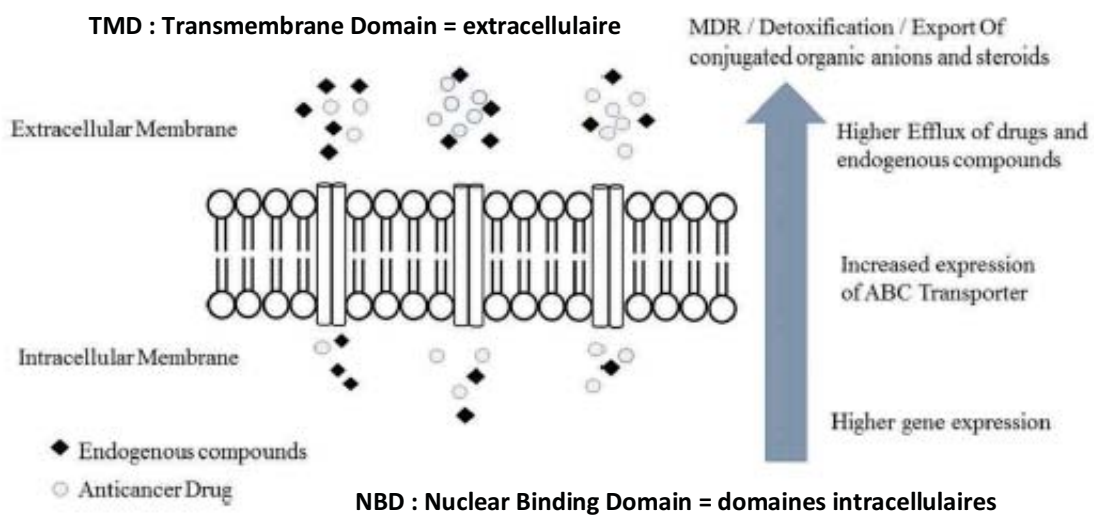 TMD : Transmembrane Domain = extracellulaire
MDR / Detoxification / Export Of
conjugated organic anions and steroids
Extracellular Membrane
Higher Efflux of drugs and
endogenous compounds
Increased expression
of ABC Transporter
Intracellular Membrane
Higher gene expression
Endogenous compounds
Anticancer Drug
NBD : Nuclear Binding Domain = domaines intracellulaires